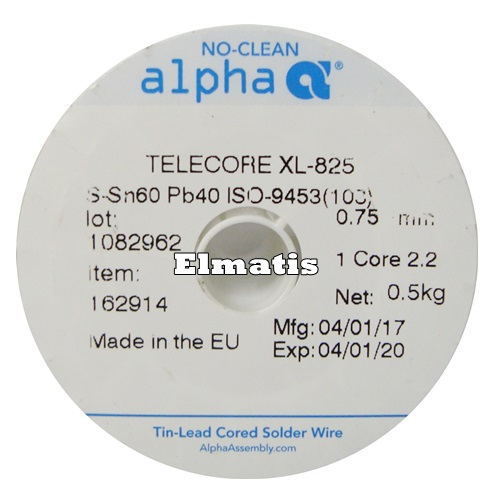 NO-CLEAN
alpha a®
TELECORE XL-825
S-Sn60 Pb40 ISO-9453(103)
lot: 0.75 mm
1082962
Elmatis
1 Core 2.2
item:
162914
Net: 0.5kg
Made in the EU
Mfg: 04/01/17
Exp: 04/01/20
Tin-Lead Cored Solder Wire
AlphaAssembly.com